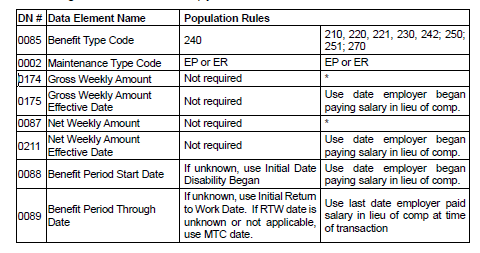 DN # Data Element Name Population Rules
0085 Benefit Type Code 240 210, 220, 221, 230, 242; 250;
251; 270
0002 Maintenance Type Code EP or ER EP or ER
0174 Gross Weekly Amount Not required *
0175 Gross Weekly Amount
Effective Date Not required Use date employer began
paying salary in lieu of comp.
0087 Net Weekly Amount Not required *
0211 Net Weekly Amount
Effective Date Not required Use date employer began
paying salary in lieu of comp.
0088 Benefit Period Start Date If unknown, use Initial Date
Disability Began Use date employer began
paying salary in lieu of comp.
0089 Benefit Period Through
Date If unknown, use Initial Return
to Work Date. If RTW date is
unknown or not applicable,
use MTC date. Use last date employer paid
salary in lieu of comp at time
of transaction